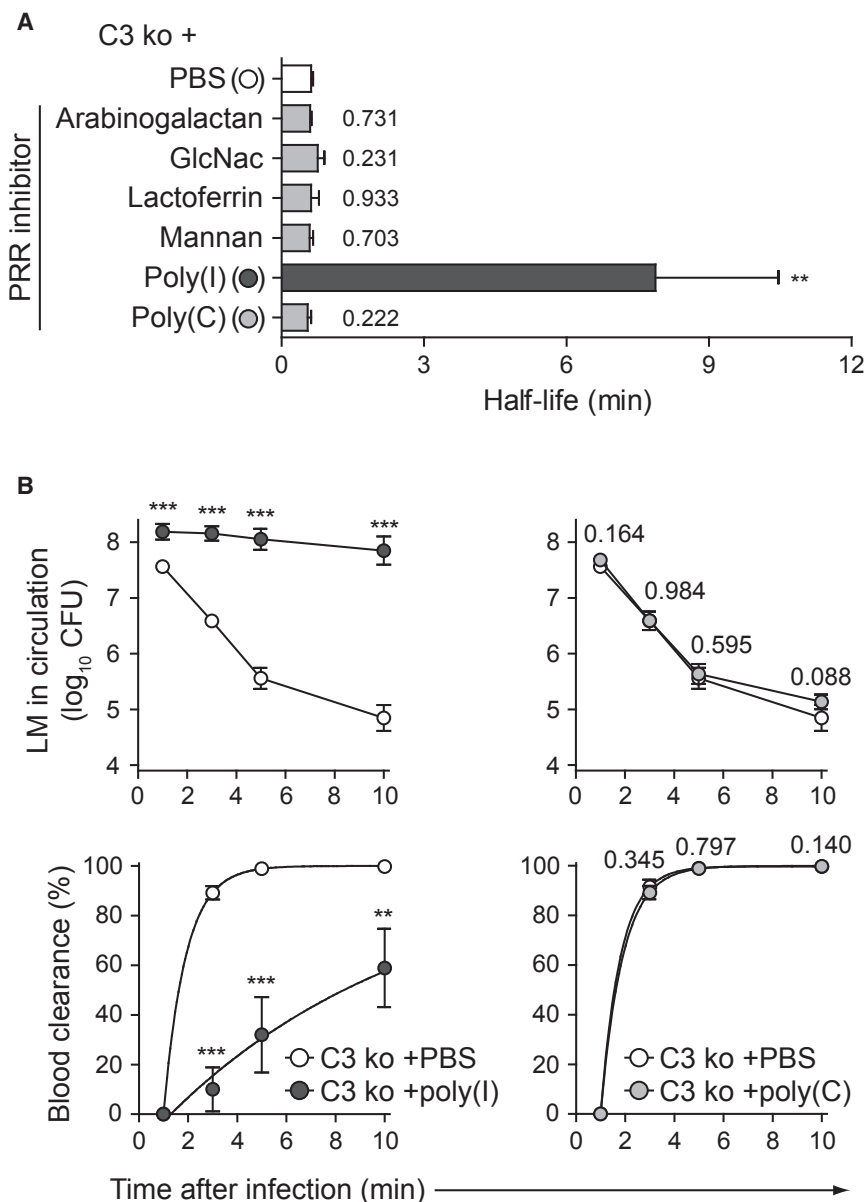 A
C3 ko +
PBS (○)
Arabinogalactan 0.731
GlcNac 0.231
Lactoferrin 0.933
Mannan 0.703
Poly(I) (●) **
Poly(C) (●) 0.222
PRR inhibitor
0 3 6 9 12
Half-life (min)
B
*** *** *** ***
8
7
6
5
4
LM in circulation
(log10 CFU)
0 2 4 6 8 10
0.164
0.984
0.595
0.088
8
7
6
5
4
0 2 4 6 8 10
100
80
60
40
20
0
Blood clearance (%)
**
***
***
C3 ko +PBS
C3 ko +poly(I)
0 2 4 6 8 10
0.345 0.797 0.140
100
80
60
40
20
0
C3 ko +PBS
C3 ko +poly(C)
0 2 4 6 8 10
Time after infection (min)